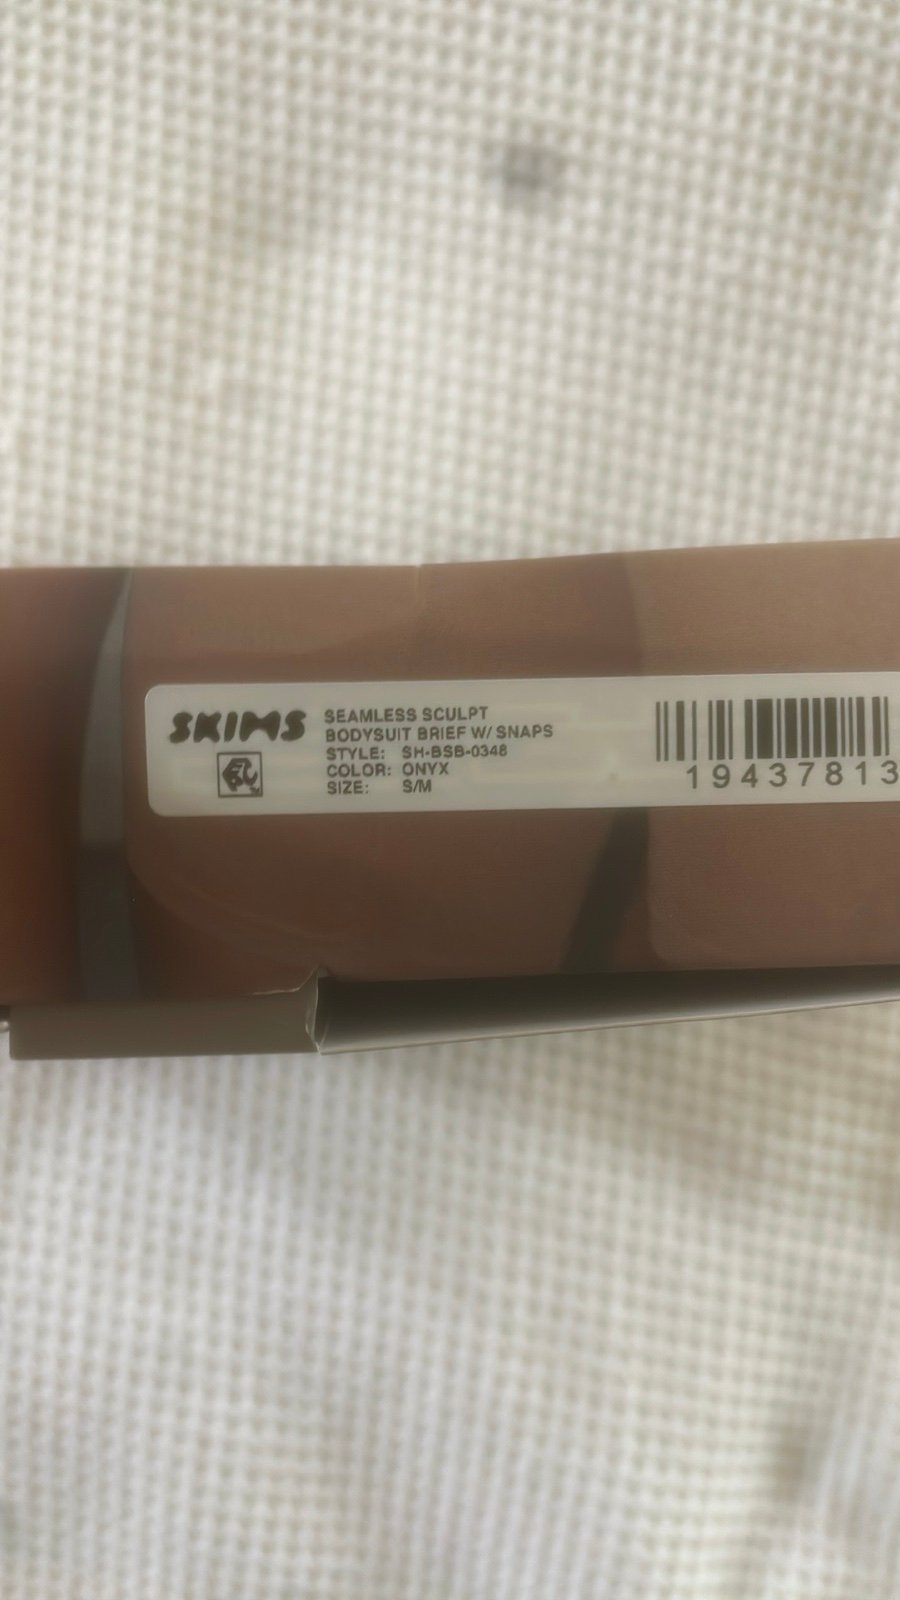 SKIMS
SEAMLESS SCULPT
BODYSUIT BRIEF W/ SNAPS
STYLE: SH-BSB-0348
COLOR: ONYX
SIZE: S/M
19437813